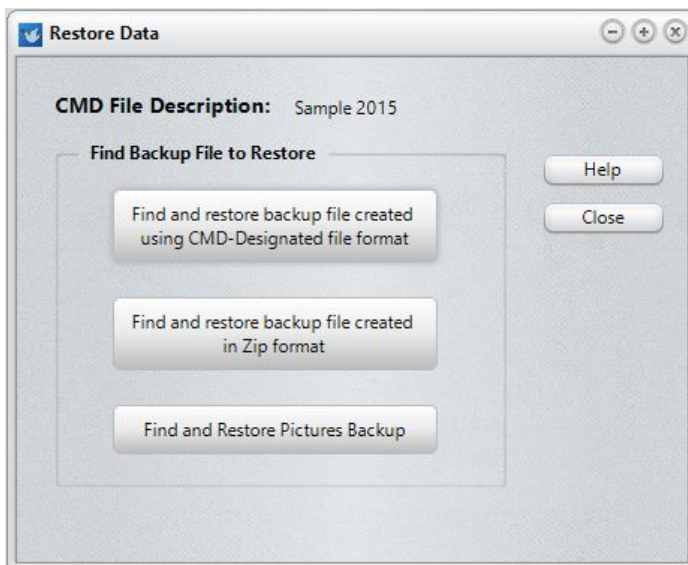 Restore Data
CMD File Description: Sample 2015
Find Backup File to Restore
Help
Find and restore backup file created
using CMD-Designated file format
Close
Find and restore backup file created
in Zip format
Find and Restore Pictures Backup